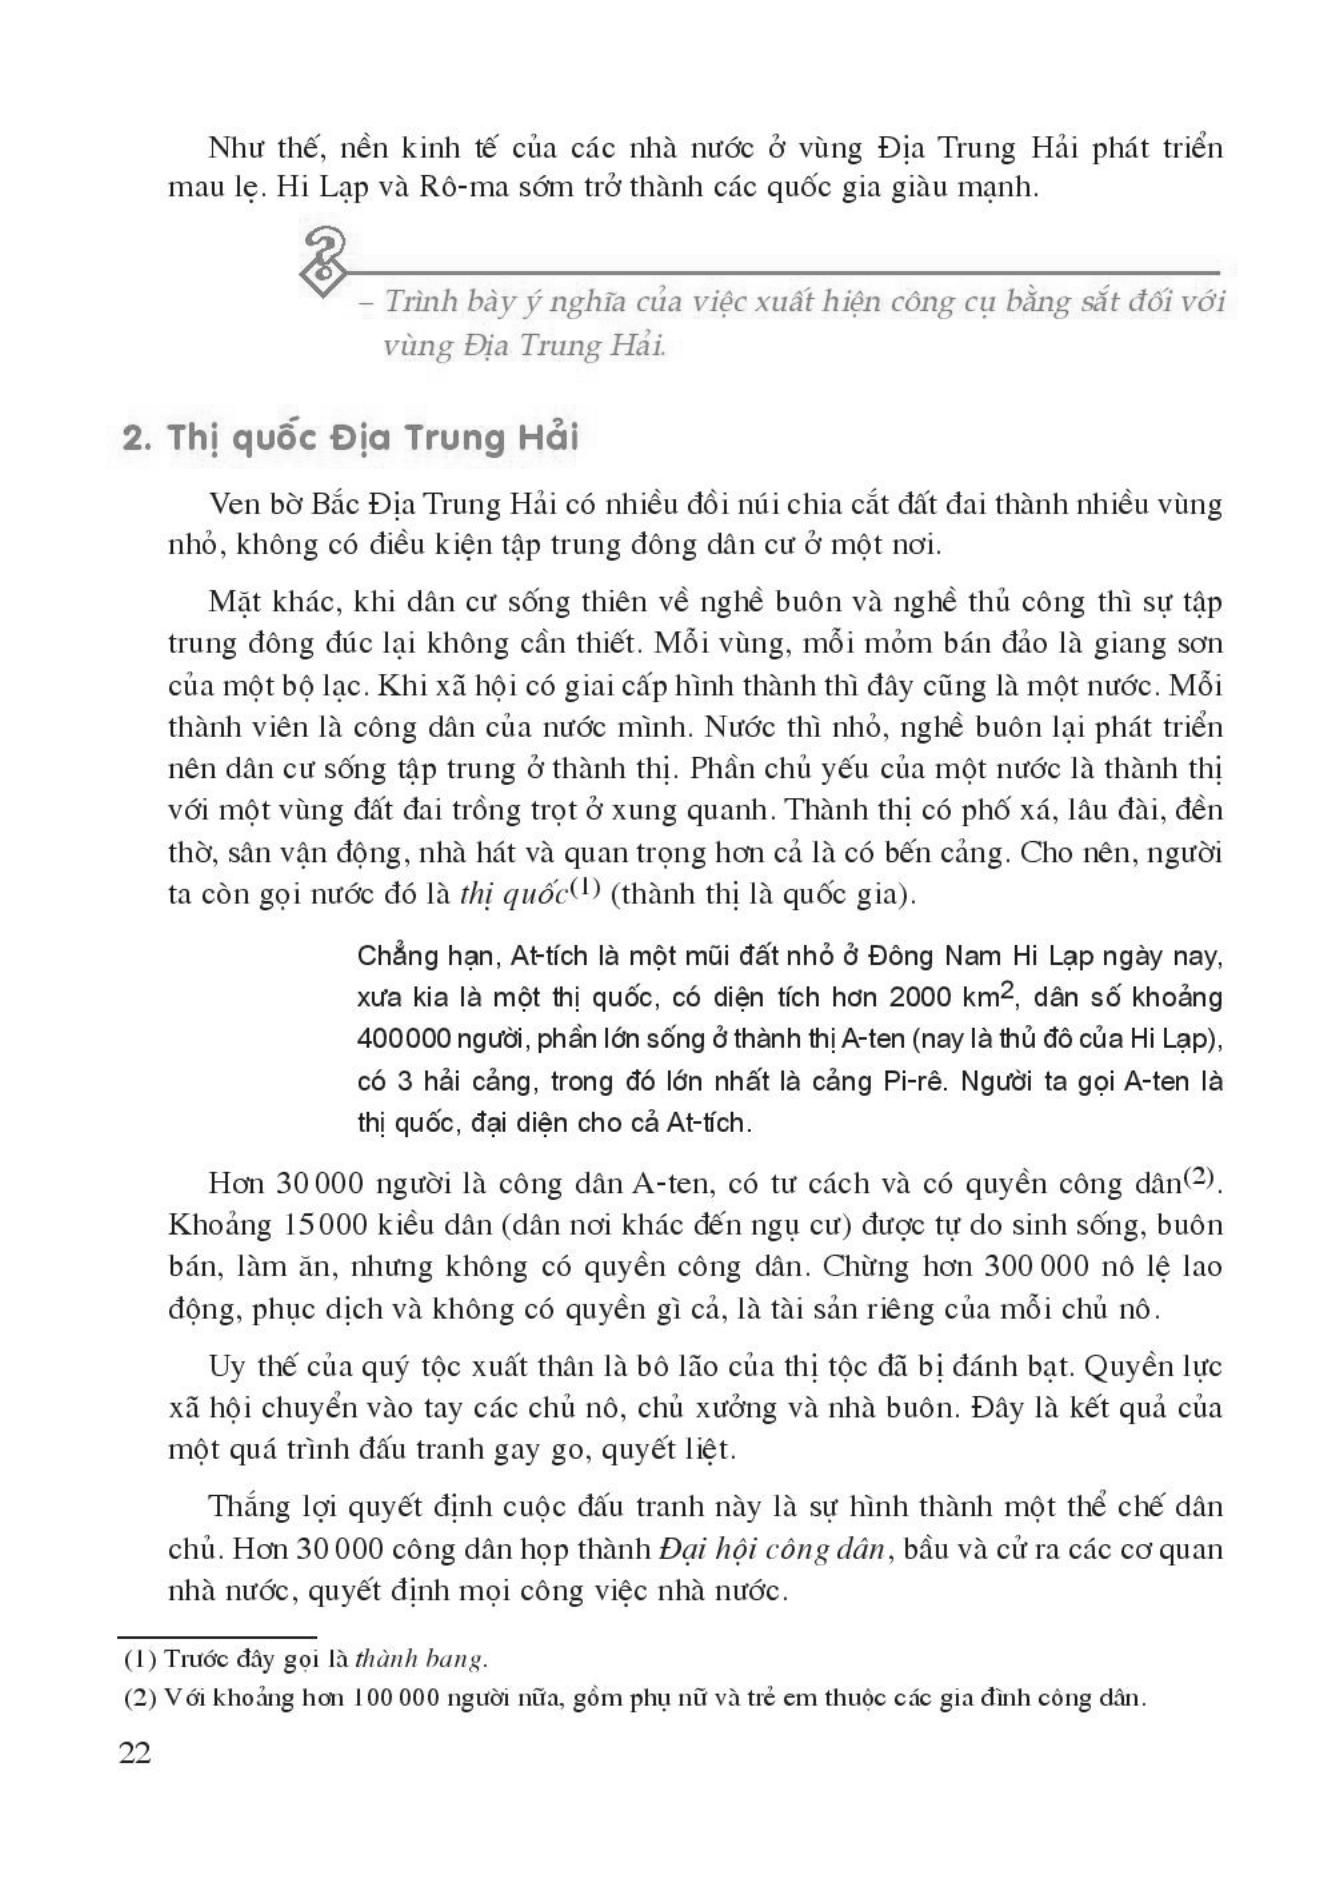 Như thế, nền kinh tế của các nhà nước ở vùng Địa Trung Hải phát triển
mau lẹ. Hi Lạp và Rô-ma sớm trở thành các quốc gia giàu mạnh.
– Trình bày ý nghĩa của việc xuất hiện công cụ bằng sắt đối với
vùng Địa Trung Hải.
2. Thị quốc Địa Trung Hải
Ven bờ Bắc Địa Trung Hải có nhiều đồi núi chia cắt đất đai thành nhiều vùng
nhỏ, không có điều kiện tập trung đông dân cư ở một nơi.
Mặt khác, khi dân cư sống thiên về nghề buôn và nghề thủ công thì sự tập
trung đông đúc lại không cần thiết. Mỗi vùng, mỗi mỏm bán đảo là giang sơn
của một bộ lạc. Khi xã hội có giai cấp hình thành thì đây cũng là một nước. Mỗi
thành viên là công dân của nước mình. Nước thì nhỏ, nghề buôn lại phát triển
nên dân cư sống tập trung ở thành thị. Phần chủ yếu của một nước là thành thị
với một vùng đất đai trồng trọt ở xung quanh. Thành thị có phố xá, lâu đài, đền
thờ, sân vận động, nhà hát và quan trọng hơn cả là có bến cảng. Cho nên, người
ta còn gọi nước đó là thị quốc(1) (thành thị là quốc gia).
Chẳng hạn, At-tích là một mũi đất nhỏ ở Đông Nam Hi Lạp ngày nay,
xưa kia là một thị quốc, có diện tích hơn 2000 km2, dân số khoảng
400000 người, phần lớn sống ở thành thị A-ten (nay là thủ đô của Hi Lạp),
có 3 hải cảng, trong đó lớn nhất là cảng Pi-rê. Người ta gọi A-ten là
thị quốc, đại diện cho cả At-tích.
Hơn 30 000 người là công dân A-ten, có tư cách và có quyền công dân(2).
Khoảng 15000 kiều dân (dân nơi khác đến ngụ cư) được tự do sinh sống, buôn
bán, làm ăn, nhưng không có quyền công dân. Chừng hơn 300 000 nô lệ lao
động, phục dịch và không có quyền gì cả, là tài sản riêng của mỗi chủ nô.
Uy thế của quý tộc xuất thân là bô lão của thị tộc đã bị đánh bạt. Quyền lực
xã hội chuyển vào tay các chủ nô, chủ xưởng và nhà buôn. Đây là kết quả của
một quá trình đấu tranh gay go, quyết liệt.
Thắng lợi quyết định cuộc đấu tranh này là sự hình thành một thể chế dân
chủ. Hơn 30 000 công dân họp thành Đại hội công dân, bầu và cử ra các cơ quan
nhà nước, quyết định mọi công việc nhà nước.
(1) Trước đây gọi là thành bang.
(2) Với khoảng hơn 100 000 người nữa, gồm phụ nữ và trẻ em thuộc các gia đình công dân.
22